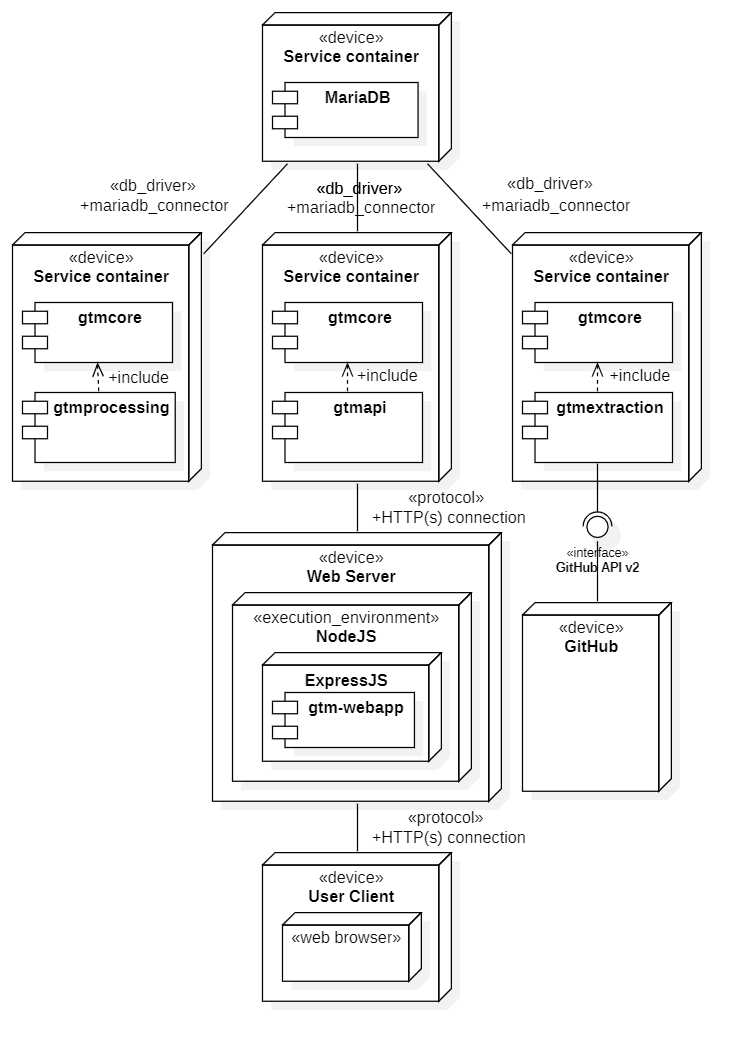 «device»
Service container
MariaDB
«db_driver»
+mariadb_connector
«db_driver»
+mariadb_connector
«db_driver»
+mariadb_connector
«device»
Service container
gtmcore
+include
gtmprocessing
«device»
Service container
gtmcore
+include
gtmapi
«device»
Service container
gtmcore
+include
gtmextraction
«protocol»
+HTTP(s) connection
«interface»
GitHub API v2
«device»
Web Server
«execution_environment»
NodeJS
ExpressJS
gtm-webapp
«device»
GitHub
«protocol»
+HTTP(s) connection
«device»
User Client
«web browser»